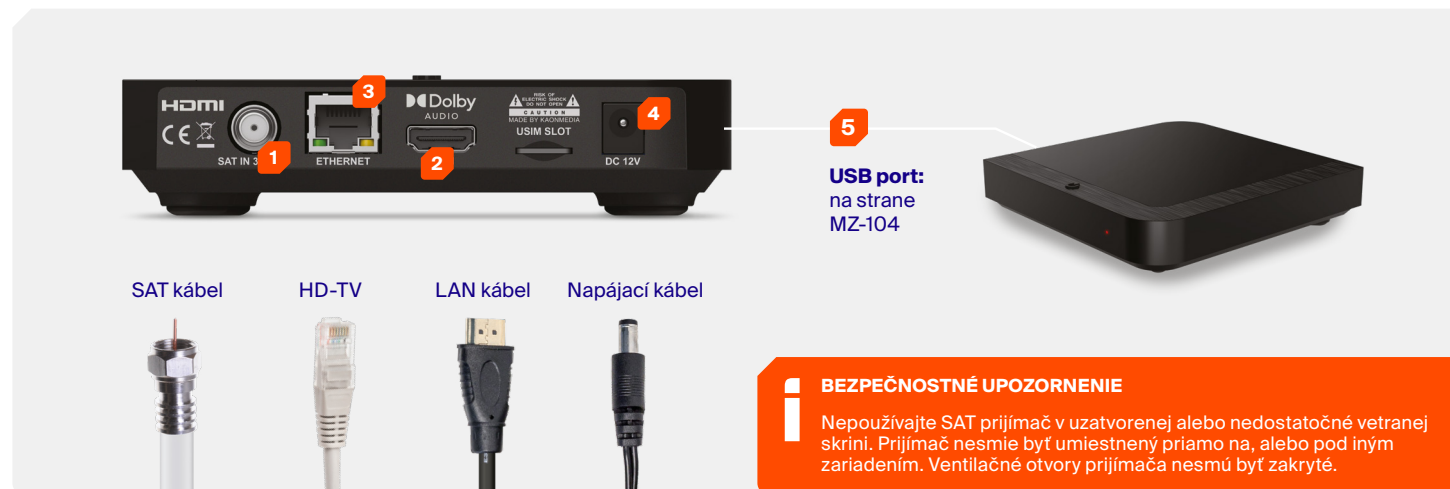 HDMI
CE
SAT IN 3
1
3
ETHERNET
Dolby
AUDIO
2
RISK OF
ELECTRIC SHOCK
DO NOT OPEN
CAUTION
MADE BY KAONMEDIA
USIM SLOT
4
DC 12V
5
USB port:
na strane
MZ-104
SAT kábel
HD-TV
LAN kábel
Napájací kábel
i
BEZPEČNOSTNÉ UPOZORNENIE
Nepoužívajte SAT prijímač v uzatvorenej alebo nedostatočné vetranej
skrini. Prijímač nesmie byť umiestnený priamo na, alebo pod iným
zariadením. Ventilačné otvory prijímača nesmú byť zakryté.